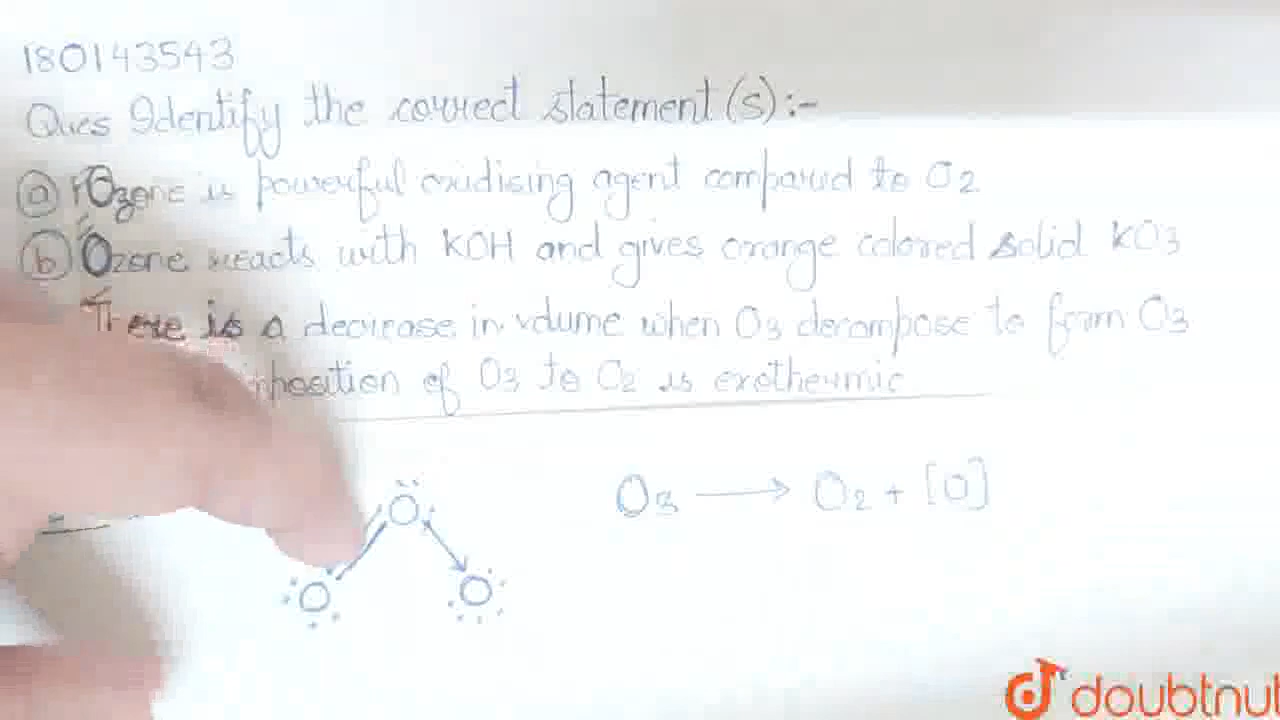 180143543
Ques Identify the correct statement(s):-
(a) Ozone is powerful oxidising agent compared to O2
(b) Ozone reacts with KOH and gives orange colored solid KO3
There is a decrease in volume when O3 decompose to form O3
mposition of O3 to O2 is exothermic
O3 → O2 + [O]
O
O O
doubtnut